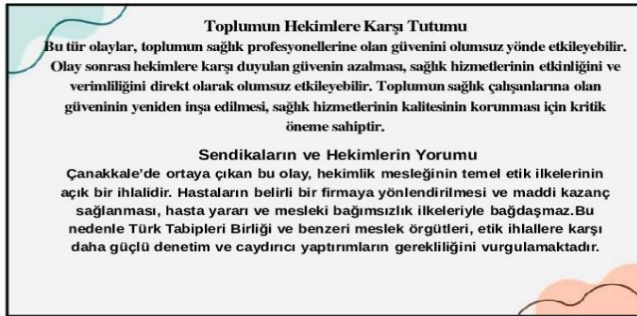 Toplumun Hekimlere Karşı Tutumu
Bu tür olaylar, toplumun sağlık profesyonellerine olan güvenini olumsuz yönde etkileyebilir.
Olay sonrası hekimlere karşı duyulan güvenin azalması, sağlık hizmetlerinin etkinliğini ve
verimliliğini direkt olarak olumsuz etkileyebilir. Toplumun sağlık çalışanlarına olan
güveninin yeniden inşa edilmesi, sağlık hizmetlerinin kalitesinin korunması için kritik
öneme sahiptir.
Sendikaların ve Hekimlerin Yorumu
Çanakkale’de ortaya çıkan bu olay, hekimlik mesleğinin temel etik ilkelerinin
açık bir ihlalidir. Hastaların belirli bir firmaya yönlendirilmesi ve maddi kazanç
sağlanması, hasta yararı ve mesleki bağımsızlık ilkeleriyle bağdaşmaz.Bu
nedenle Türk Tabipleri Birliği ve benzeri meslek örgütleri, etik ihlallere karşı
daha güçlü denetim ve caydırıcı yaptırımların gerekliliğini vurgulamaktadır.